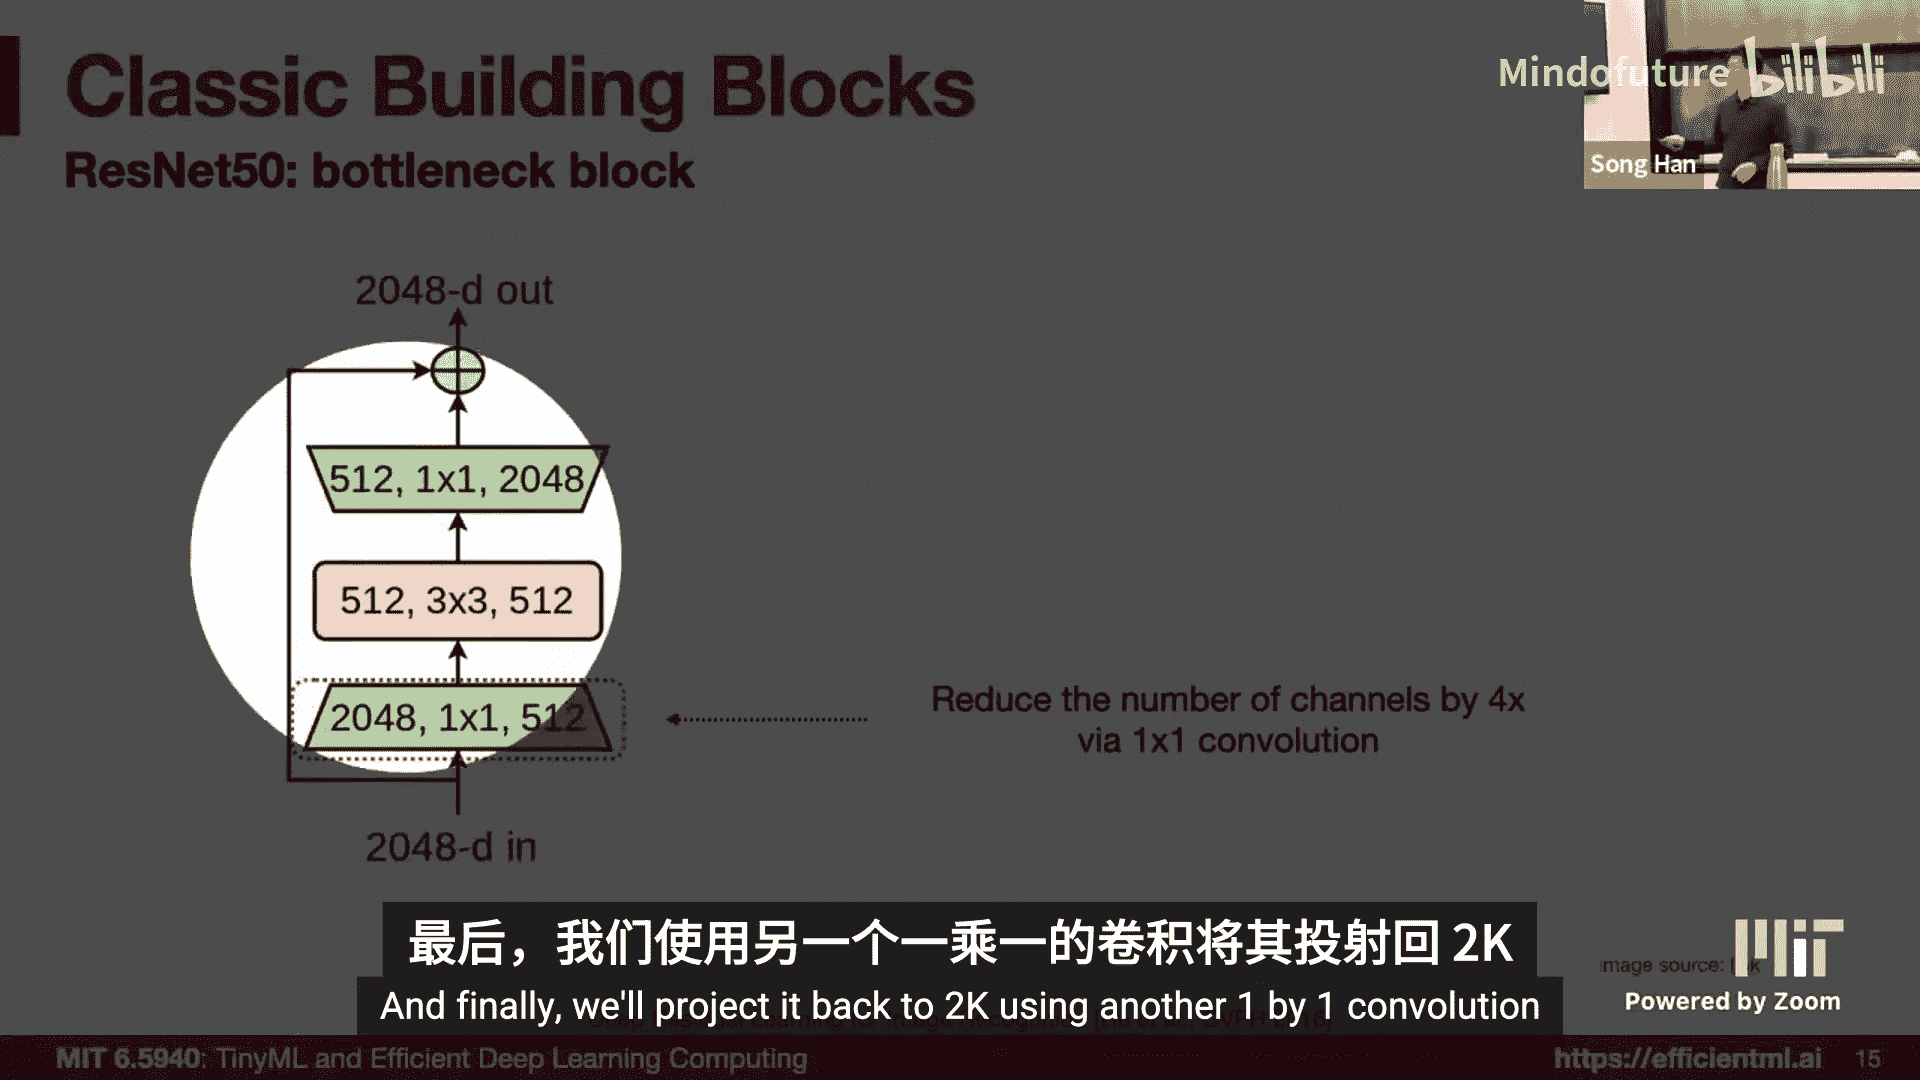 Classic Building Blocks
ResNet50: bottleneck block
Mindofuture bilibili
Song Han
2048-d out
512, 1x1, 2048
512, 3x3, 512
2048, 1x1, 512
2048-d in
Reduce the number of channels by 4x
via 1x1 convolution
最后，我们使用另一个一乘一的卷积将其投射回 2K
And finally, we'll project it back to 2K using another 1 by 1 convolution
Image source:
MIT
Powered by Zoom
MIT 6.5940: TinyML and Efficient Deep Learning Computing
https://efficientml.ai
15